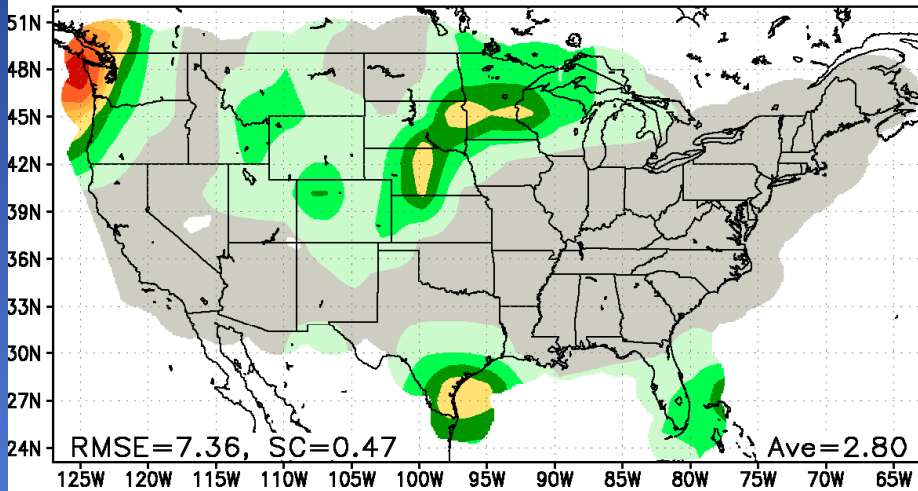 51N
48N
45N
42N
39N
36N
33N
30N
27N
24N
RMSE=7.36, SC=0.47
Ave=2.80
125W 120W 115W 110W 105W 100W 95W 90W 85W 80W 75W 70W 65W